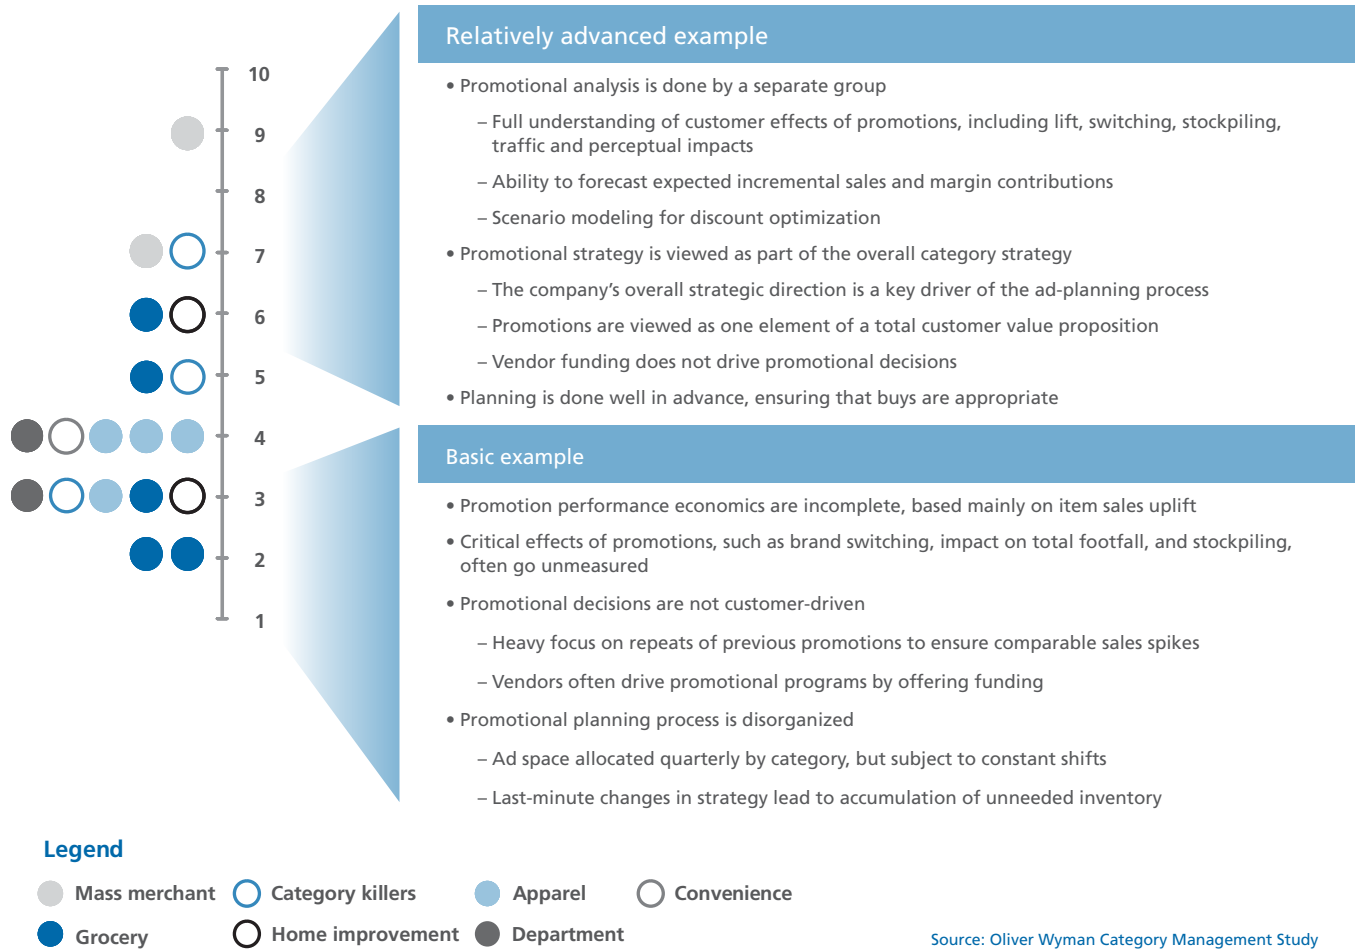 Relatively advanced example
• Promotional analysis is done by a separate group
– Full understanding of customer effects of promotions, including lift, switching, stockpiling,
traffic and perceptual impacts
– Ability to forecast expected incremental sales and margin contributions
– Scenario modeling for discount optimization
• Promotional strategy is viewed as part of the overall category strategy
– The company’s overall strategic direction is a key driver of the ad-planning process
– Promotions are viewed as one element of a total customer value proposition
– Vendor funding does not drive promotional decisions
• Planning is done well in advance, ensuring that buys are appropriate
10
9
8
7
6
5
4
3
2
1
Basic example
• Promotion performance economics are incomplete, based mainly on item sales uplift
• Critical effects of promotions, such as brand switching, impact on total footfall, and stockpiling,
often go unmeasured
• Promotional decisions are not customer-driven
– Heavy focus on repeats of previous promotions to ensure comparable sales spikes
– Vendors often drive promotional programs by offering funding
• Promotional planning process is disorganized
– Ad space allocated quarterly by category, but subject to constant shifts
– Last-minute changes in strategy lead to accumulation of unneeded inventory
Legend
Mass merchant Category killers Apparel Convenience
Grocery Home improvement Department
Source: Oliver Wyman Category Management Study